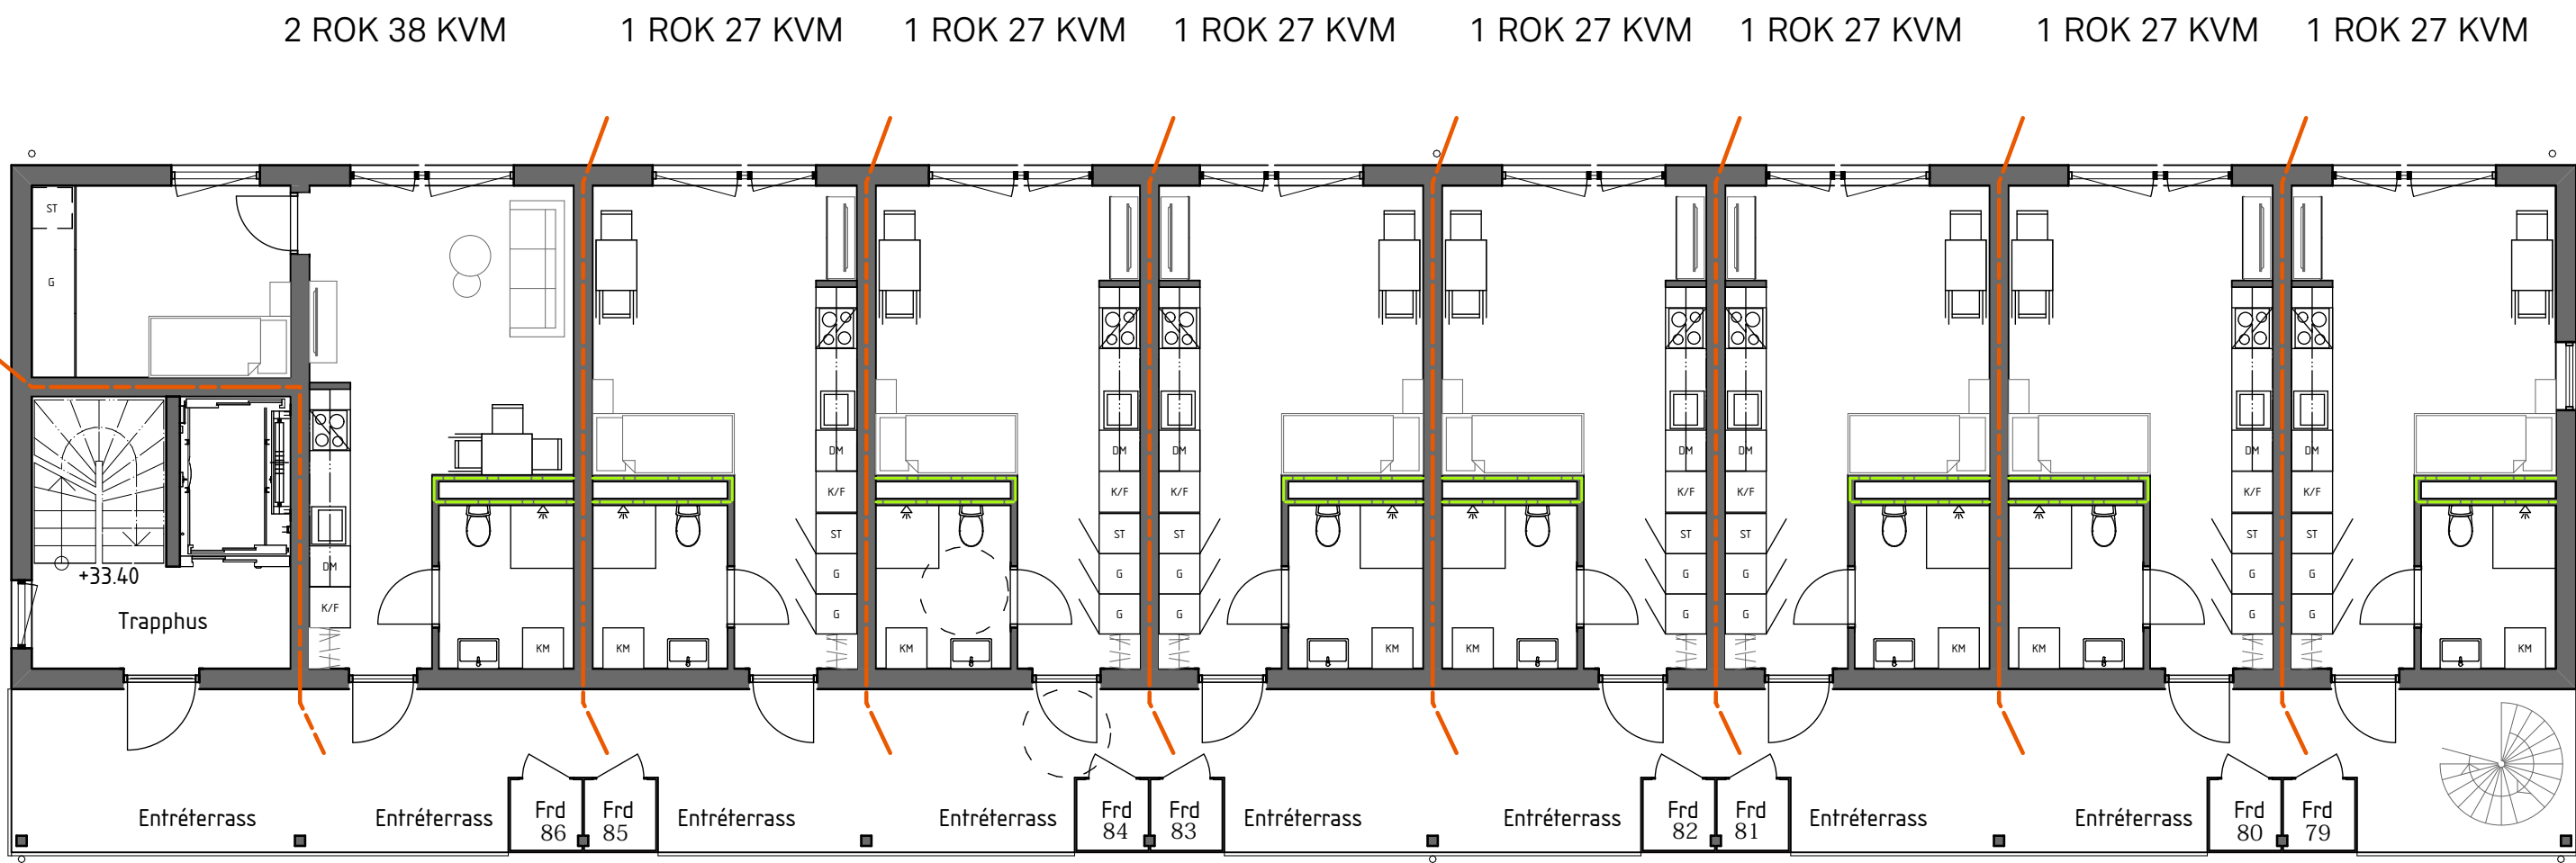 2 ROK 38 KVM
1 ROK 27 KVM
1 ROK 27 KVM
1 ROK 27 KVM
1 ROK 27 KVM
1 ROK 27 KVM
1 ROK 27 KVM
1 ROK 27 KVM
ST
G
DM
DM
DM
DM
DM
DM
DM
K/F
K/F
K/F
K/F
K/F
K/F
K/F
ST
ST
ST
ST
ST
ST
ST
DM
G
G
G
G
G
G
G
+33.40
K/F
G
G
G
G
G
G
G
Trapphus
KM
KM
KM
KM
KM
KM
KM
KM
Entréterrass
Entréterrass
Frd
86
Frd
85
Entréterrass
Entréterrass
Frd
84
Frd
83
Entréterrass
Entréterrass
Frd
82
Frd
81
Entréterrass
Entréterrass
Frd
80
Frd
79